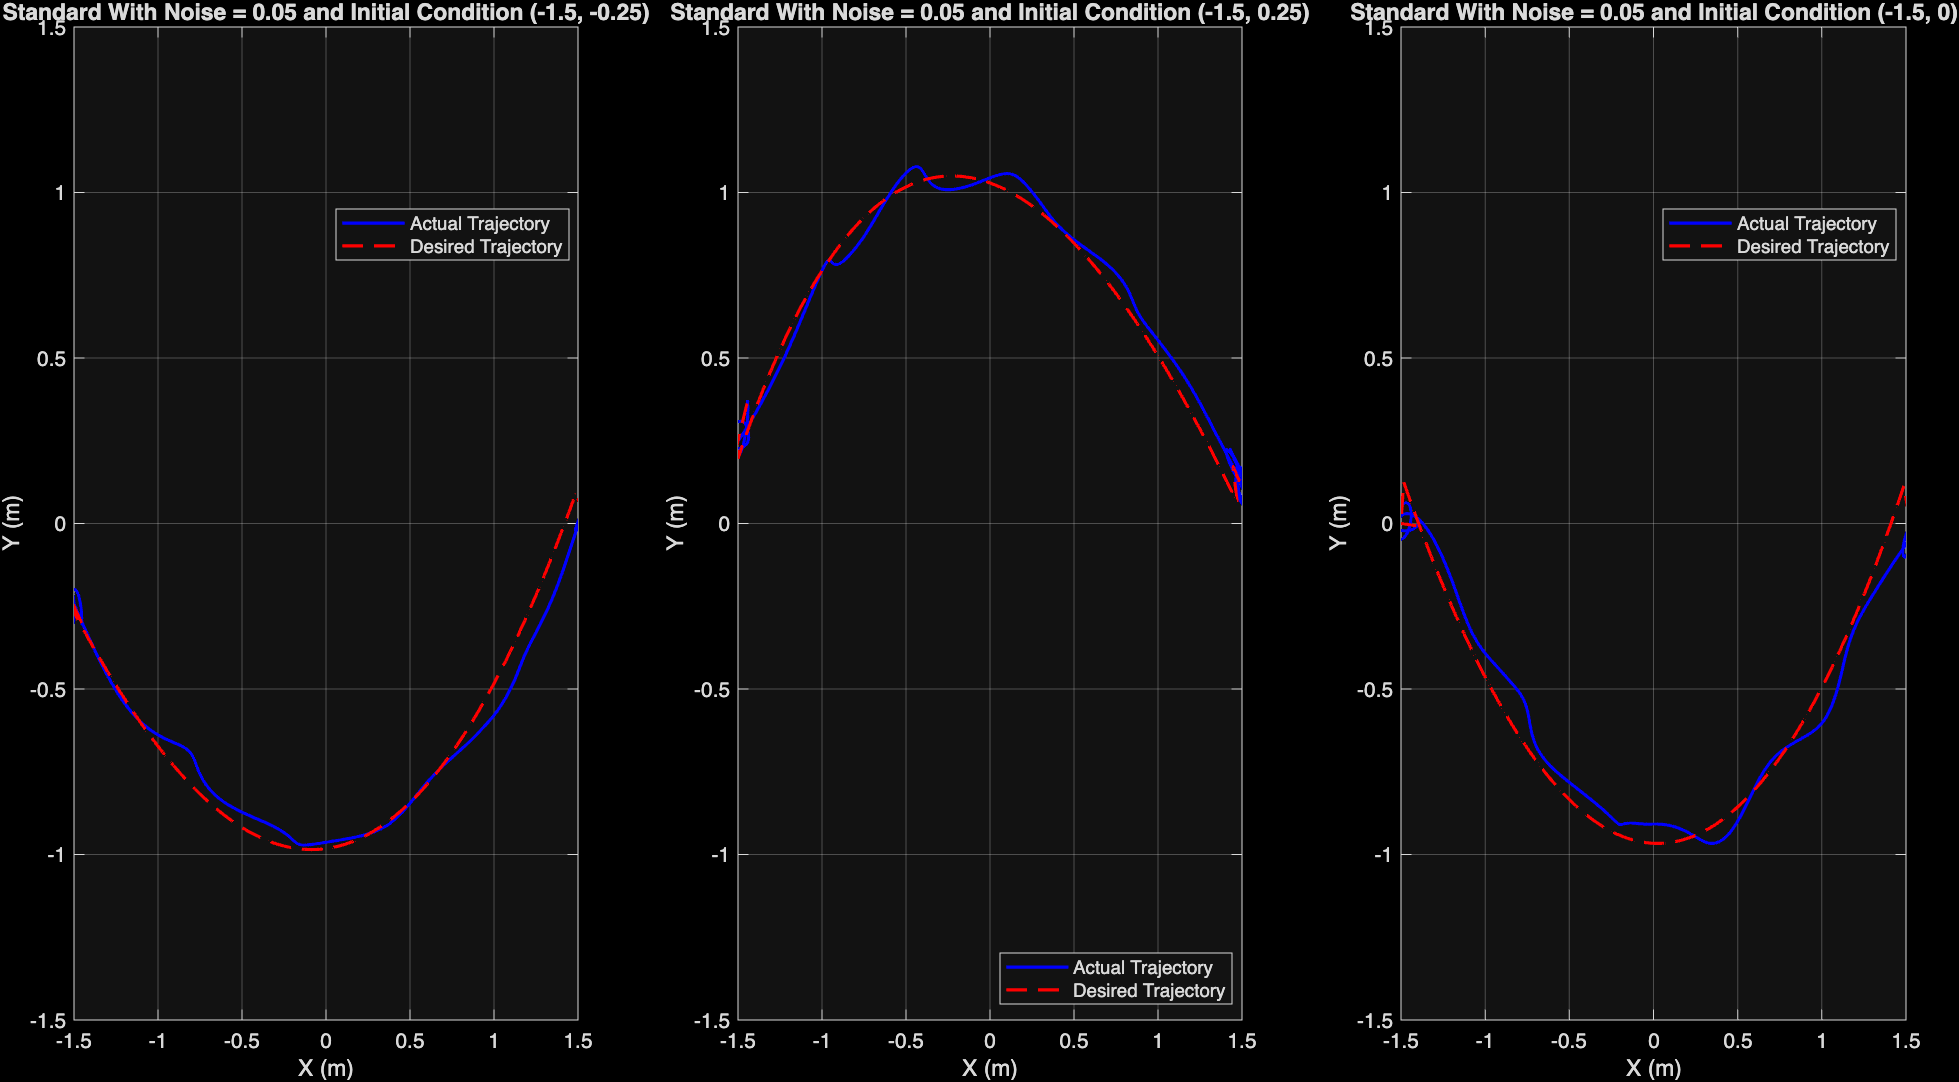 Standard With Noise = 0.05 and Initial Condition (-1.5, -0.25)
1.5
1
0.5
0
-0.5
-1
-1.5
Y (m)
Actual Trajectory
Desired Trajectory
-1.5 -1 -0.5 0 0.5 1 1.5
X (m)
Standard With Noise = 0.05 and Initial Condition (-1.5, 0.25)
1.5
1
0.5
0
-0.5
-1
-1.5
Y (m)
Actual Trajectory
Desired Trajectory
-1.5 -1 -0.5 0 0.5 1 1.5
X (m)
Standard With Noise = 0.05 and Initial Condition (-1.5, 0)
1.5
1
0.5
0
-0.5
-1
-1.5
Y (m)
Actual Trajectory
Desired Trajectory
-1.5 -1 -0.5 0 0.5 1 1.5
X (m)